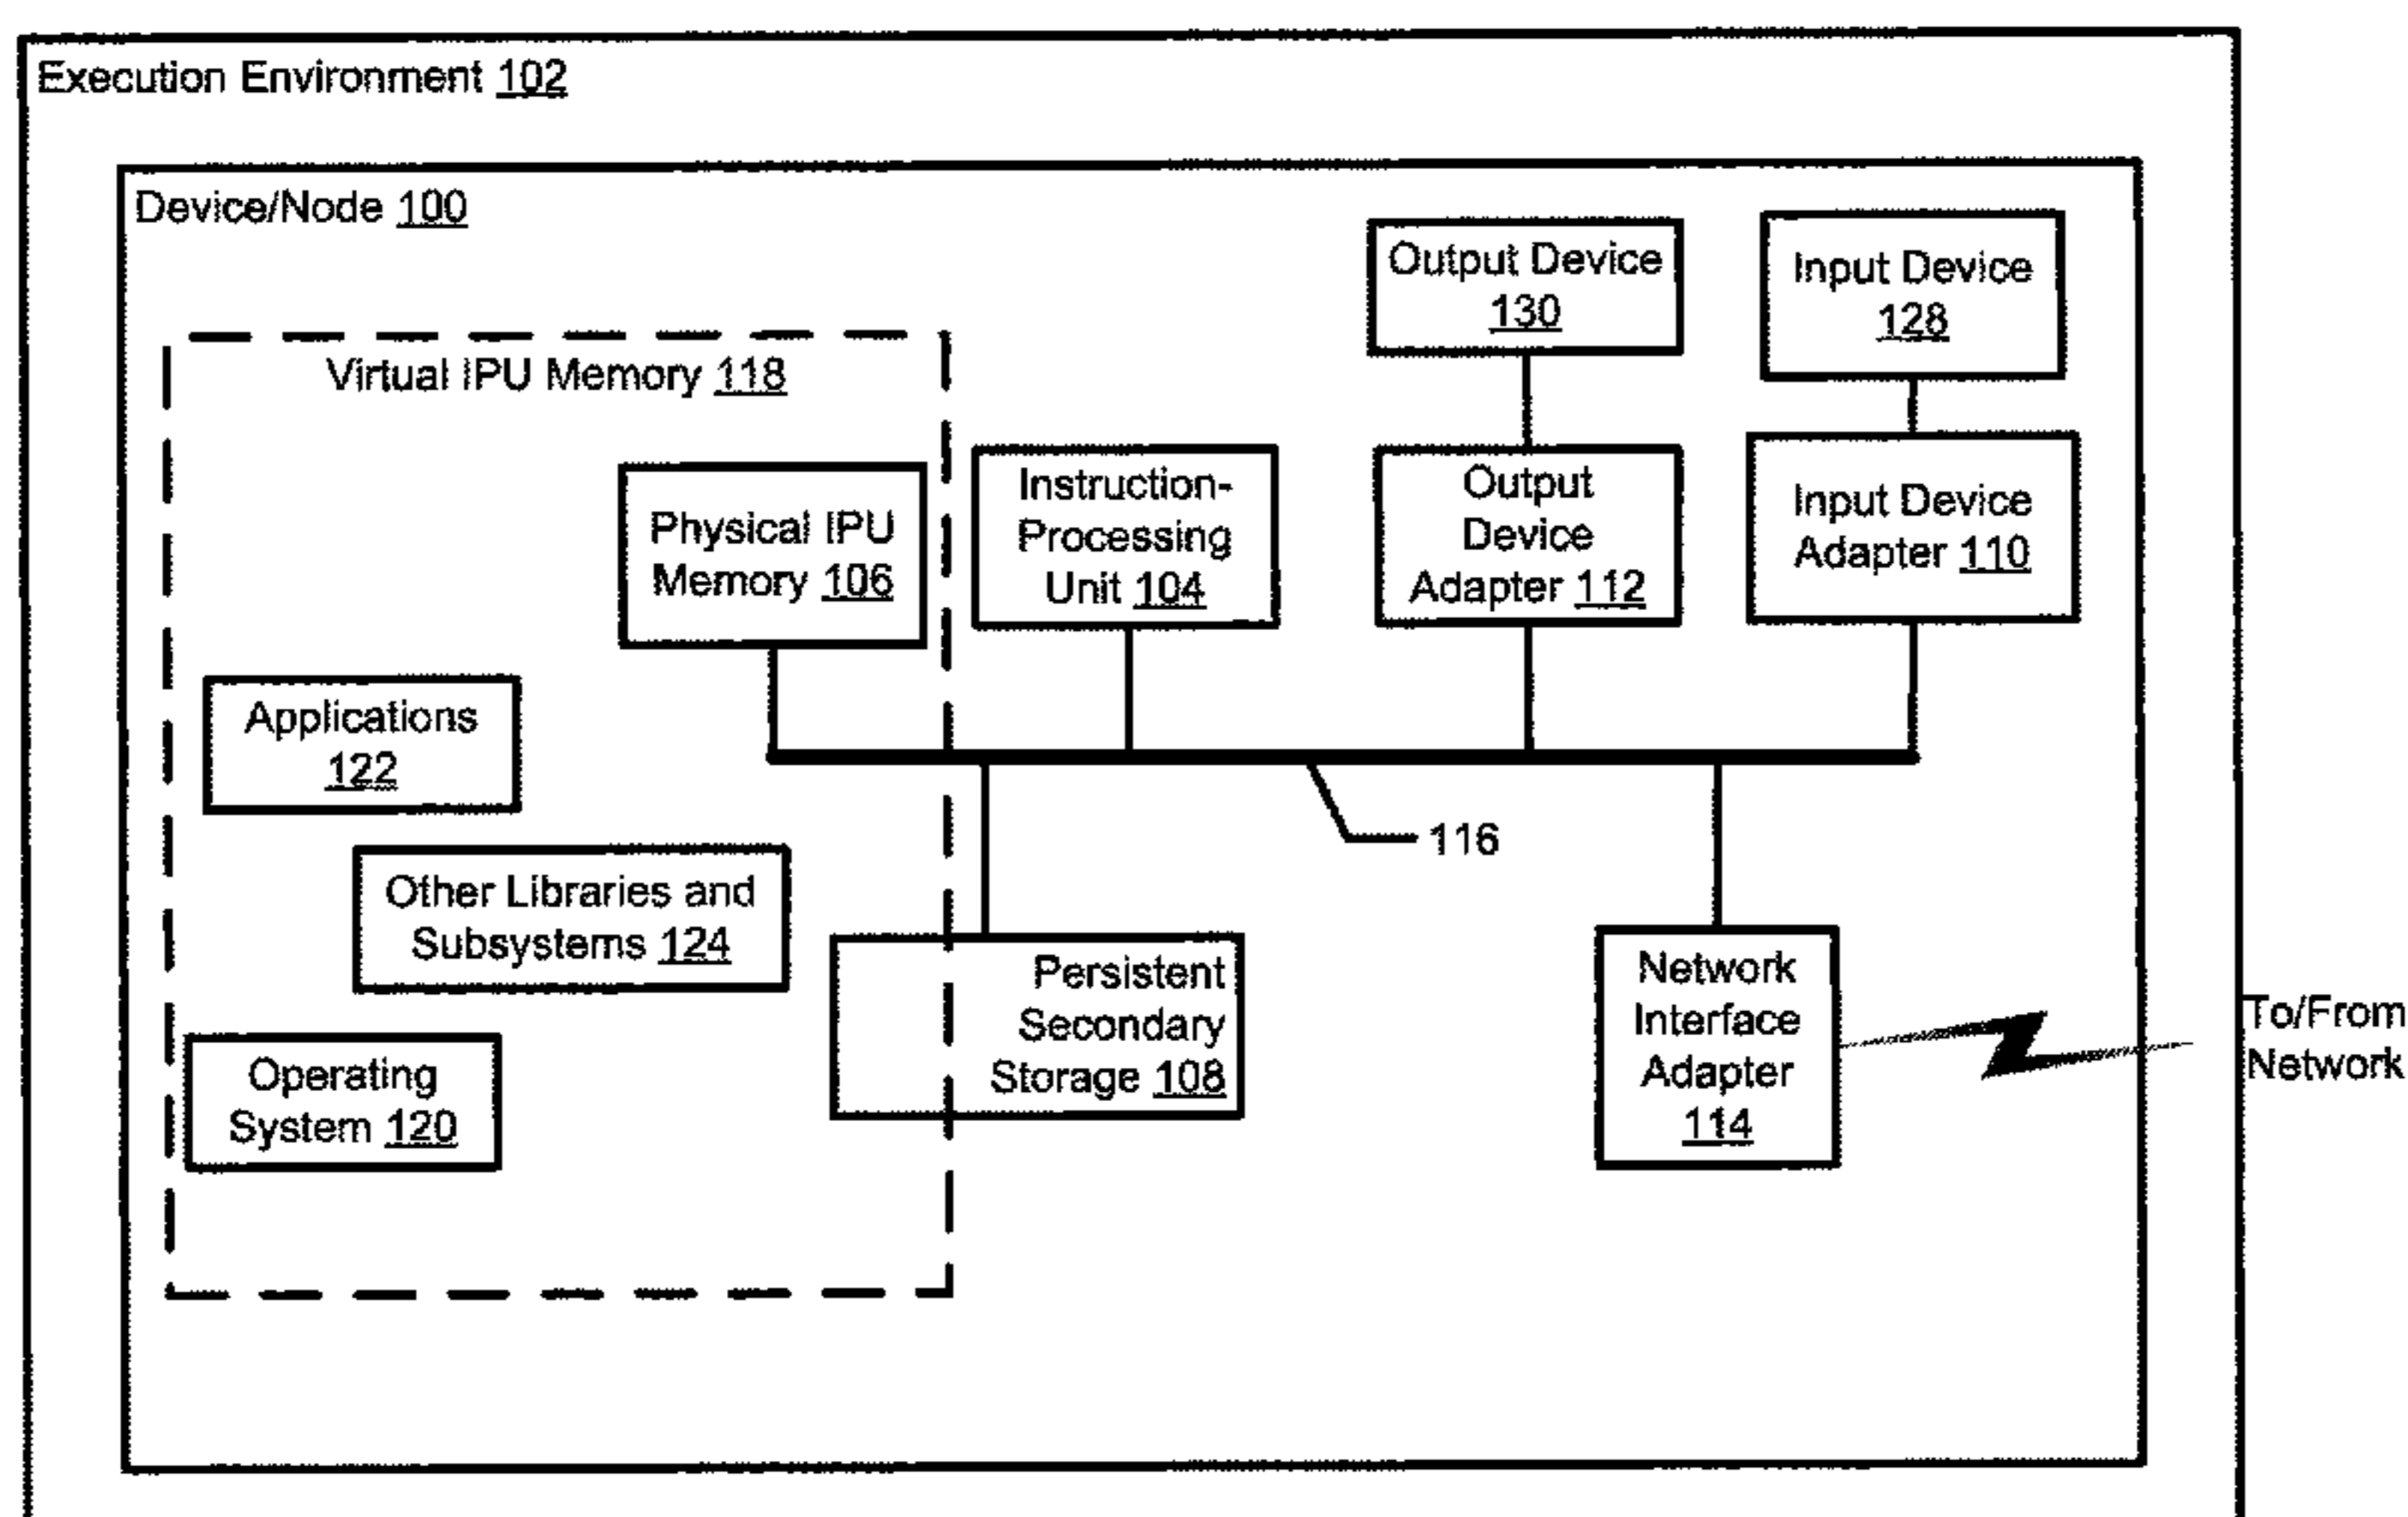 Execution Environment 102
Device/Node 100
Output Device
130
Input Device
128
Virtual IPU Memory 118
Physical IPU
Memory 106
Instruction-
Processing
Unit 104
Output
Device
Adapter 112
Input Device
Adapter 110
Applications
122
116
Other Libraries and
Subsystems 124
Persistent
Secondary
Storage 108
Network
Interface
Adapter
114
To/From
Network
Operating
System 120